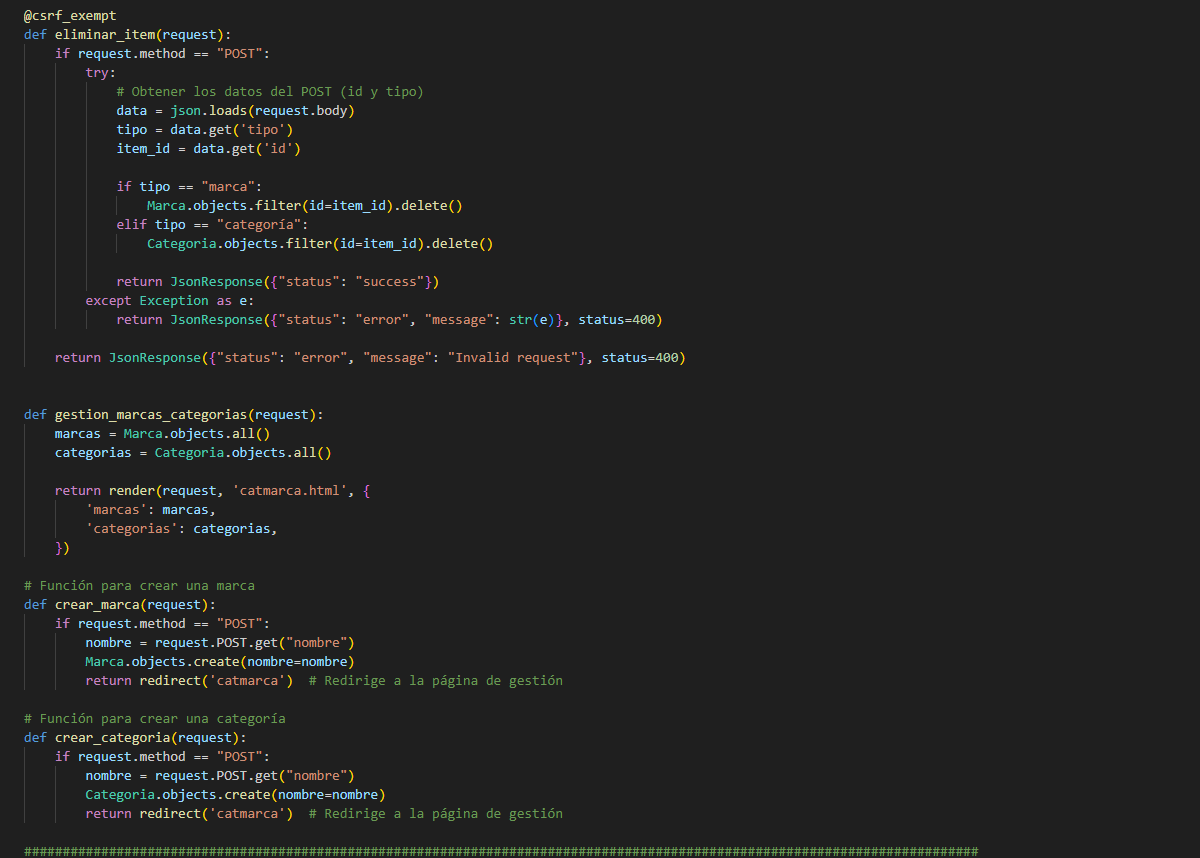 @csrf_exempt
def eliminar_item(request):
    if request.method == "POST":
        try:
            # Obtener los datos del POST (id y tipo)
            data = json.loads(request.body)
            tipo = data.get('tipo')
            item_id = data.get('id')

            if tipo == "marca":
                Marca.objects.filter(id=item_id).delete()
            elif tipo == "categoría":
                Categoria.objects.filter(id=item_id).delete()

            return JsonResponse({"status": "success"})
        except Exception as e:
            return JsonResponse({"status": "error", "message": str(e)}, status=400)

    return JsonResponse({"status": "error", "message": "Invalid request"}, status=400)


def gestion_marcas_categorias(request):
    marcas = Marca.objects.all()
    categorias = Categoria.objects.all()

    return render(request, 'catmarca.html', {
        'marcas': marcas,
        'categorias': categorias,
    })

# Función para crear una marca
def crear_marca(request):
    if request.method == "POST":
        nombre = request.POST.get("nombre")
        Marca.objects.create(nombre=nombre)
        return redirect('catmarca')  # Redirige a la página de gestión

# Función para crear una categoría
def crear_categoria(request):
    if request.method == "POST":
        nombre = request.POST.get("nombre")
        Categoria.objects.create(nombre=nombre)
        return redirect('catmarca')  # Redirige a la página de gestión

############################################################################################################################